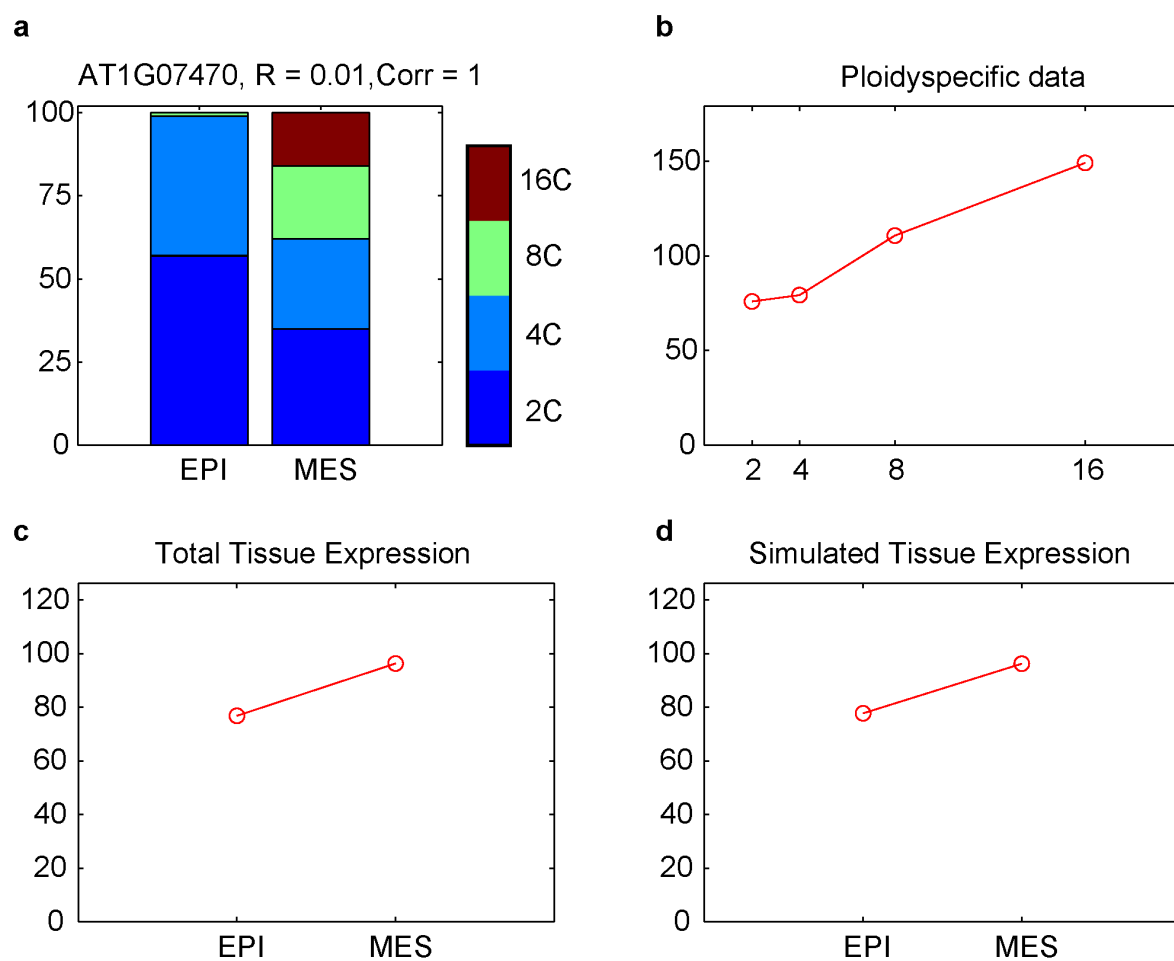 a
AT1G07470, R = 0.01,Corr = 1
100
75
50
25
0
EPI MES
16C
8C
4C
2C
b
Ploidyspecific data
150
100
50
0
2 4 8 16
c
Total Tissue Expression
120
100
80
60
40
20
0
EPI MES
d
Simulated Tissue Expression
120
100
80
60
40
20
0
EPI MES